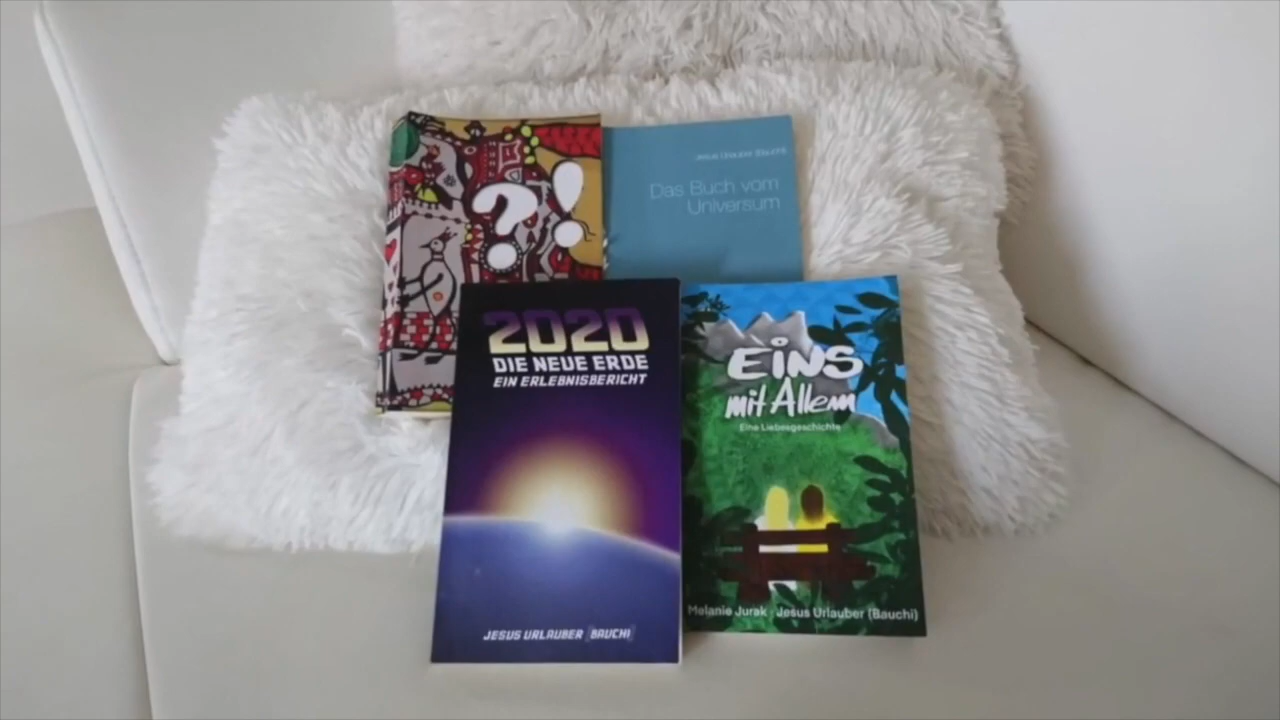 ?!
Jesus Urlauber (Bauchi)
Das Buch vom
Universum
2020
DIE NEUE ERDE
EIN ERLEBNISBERICHT
JESUS URLAUBER (BAUCHI)
EINS
mit Allem
Eine Liebesgeschichte
Melanie Jurak · Jesus Urlauber (Bauchi)